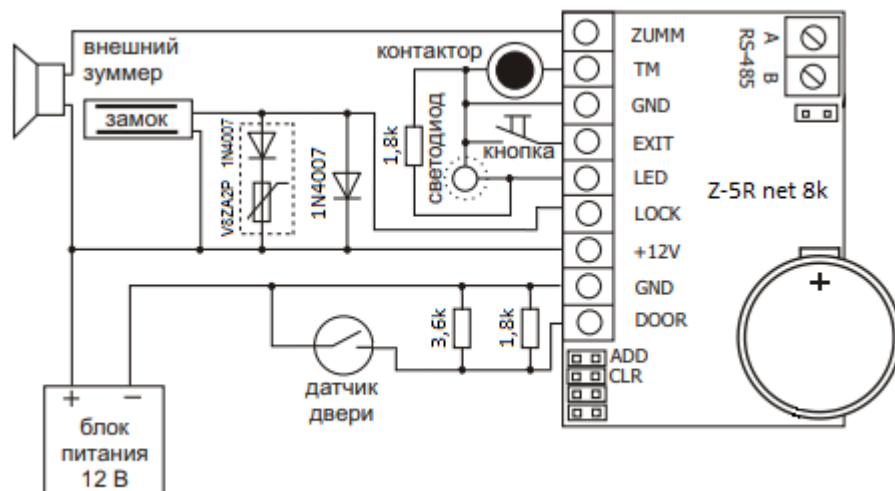 внешний
зуммер
замок
1N4007
V8ZA2P
1N4007
контактор
1,8k
светодиод
кнопка
ZUMM
TM
GND
EXIT
LED
LOCK
+12V
GND
DOOR
ADD
CLR
A
B
RS-485
Z-5R net 8k
+
3,6k
1,8k
датчик
двери
+ −
блок
питания
12 В